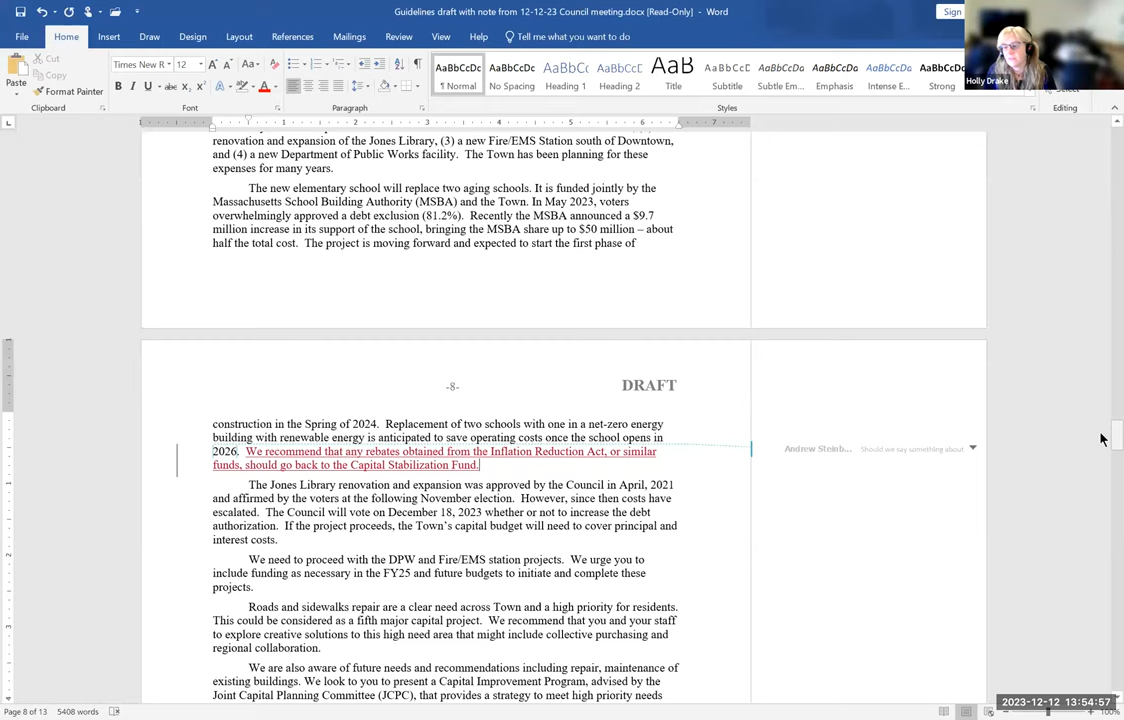 Guidelines draft with note from 12-12-23 Council meeting.docx [Read-Only] - Word
Sign
File Home Insert Draw Design Layout References Mailings Review View Help Tell me what you want to do
Paste
Cut
Copy
Format Painter
Clipboard
Times New R 12
Font
Paragraph
AaBbCcDc AaBbCcDc AaBbCc AaBbCcD AaB AaBbCcD AaBbCcDa AaBbCcDa AaBbCcDa AaBbCcDc
¶ Normal No Spacing Heading 1 Heading 2 Title Subtitle Subtle Em... Emphasis Intense E... Strong
Styles
Editing
Holly Drake
renovation and expansion of the Jones Library, (3) a new Fire/EMS Station south of Downtown,
and (4) a new Department of Public Works facility. The Town has been planning for these
expenses for many years.
The new elementary school will replace two aging schools. It is funded jointly by the
Massachusetts School Building Authority (MSBA) and the Town. In May 2023, voters
overwhelmingly approved a debt exclusion (81.2%). Recently the MSBA announced a $9.7
million increase in its support of the school, bringing the MSBA share up to $50 million – about
half the total cost. The project is moving forward and expected to start the first phase of
-8- DRAFT
construction in the Spring of 2024. Replacement of two schools with one in a net-zero energy
building with renewable energy is anticipated to save operating costs once the school opens in
2026. We recommend that any rebates obtained from the Inflation Reduction Act, or similar
funds, should go back to the Capital Stabilization Fund.
Andrew Steinb... Should we say something about
The Jones Library renovation and expansion was approved by the Council in April, 2021
and affirmed by the voters at the following November election. However, since then costs have
escalated. The Council will vote on December 18, 2023 whether or not to increase the debt
authorization. If the project proceeds, the Town's capital budget will need to cover principal and
interest costs.
We need to proceed with the DPW and Fire/EMS station projects. We urge you to
include funding as necessary in the FY25 and future budgets to initiate and complete these
projects.
Roads and sidewalks repair are a clear need across Town and a high priority for residents.
This could be considered as a fifth major capital project. We recommend that you and your staff
to explore creative solutions to this high need area that might include collective purchasing and
regional collaboration.
We are also aware of future needs and recommendations including repair, maintenance of
existing buildings. We look to you to present a Capital Improvement Program, advised by the
Joint Capital Planning Committee (JCPC), that provides a strategy to meet high priority needs
Page 8 of 13 5408 words
2023-12-12 13:54:57
100%